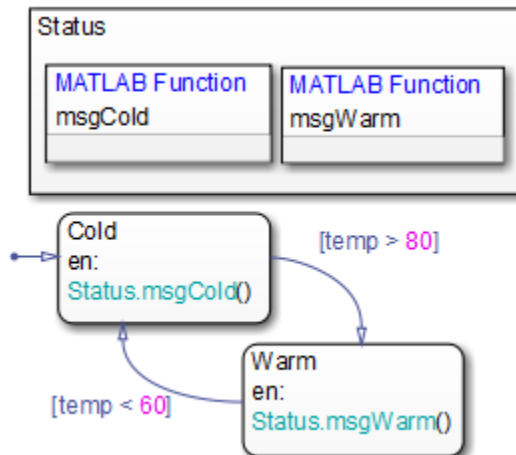 Status
MATLAB Function
msgCold
MATLAB Function
msgWarm
Cold
en:
Status.msgCold()
[temp > 80]
Warm
en:
Status.msgWarm()
[temp < 60]